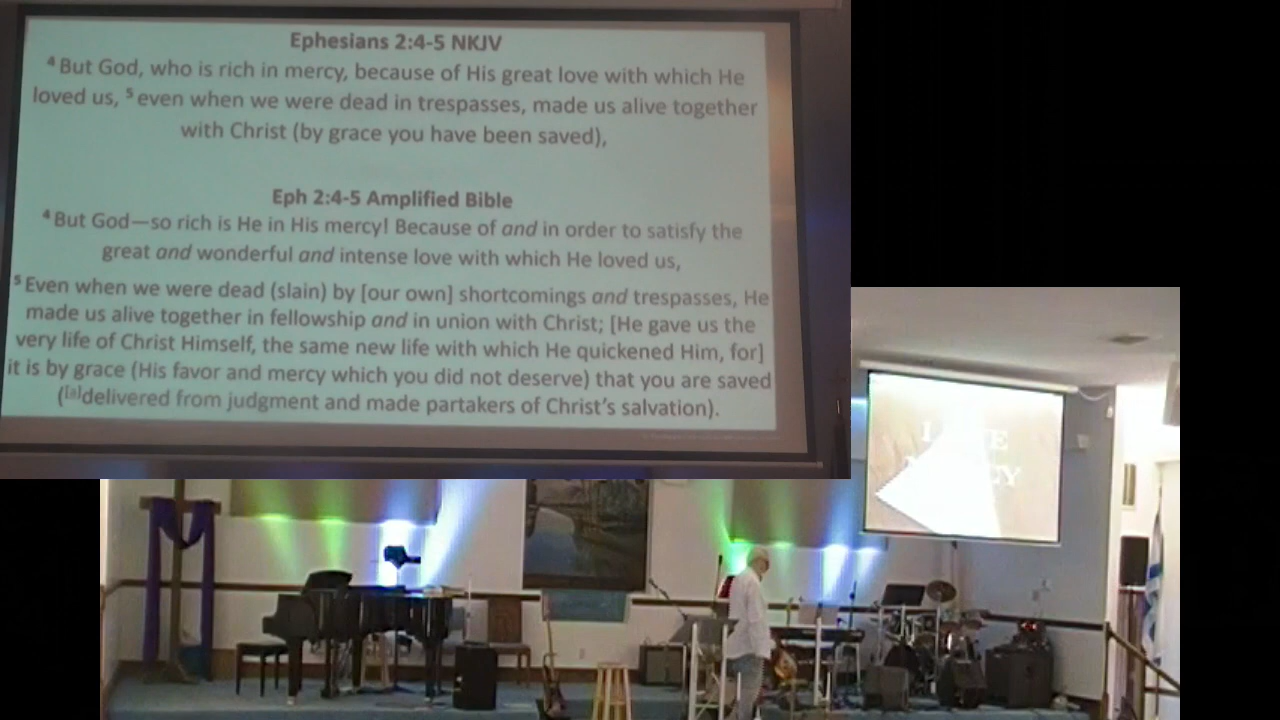 Ephesians 2:4-5 NKJV
⁴ But God, who is rich in mercy, because of His great love with which He
loved us, ⁵ even when we were dead in trespasses, made us alive together
with Christ (by grace you have been saved),
Eph 2:4-5 Amplified Bible
⁴ But God—so rich is He in His mercy! Because of and in order to satisfy the
great and wonderful and intense love with which He loved us,
⁵ Even when we were dead (slain) by [our own] shortcomings and trespasses, He
made us alive together in fellowship and in union with Christ; [He gave us the
very life of Christ Himself, the same new life with which He quickened Him, for]
it is by grace (His favor and mercy which you did not deserve) that you are saved
([a]delivered from judgment and made partakers of Christ's salvation).
I